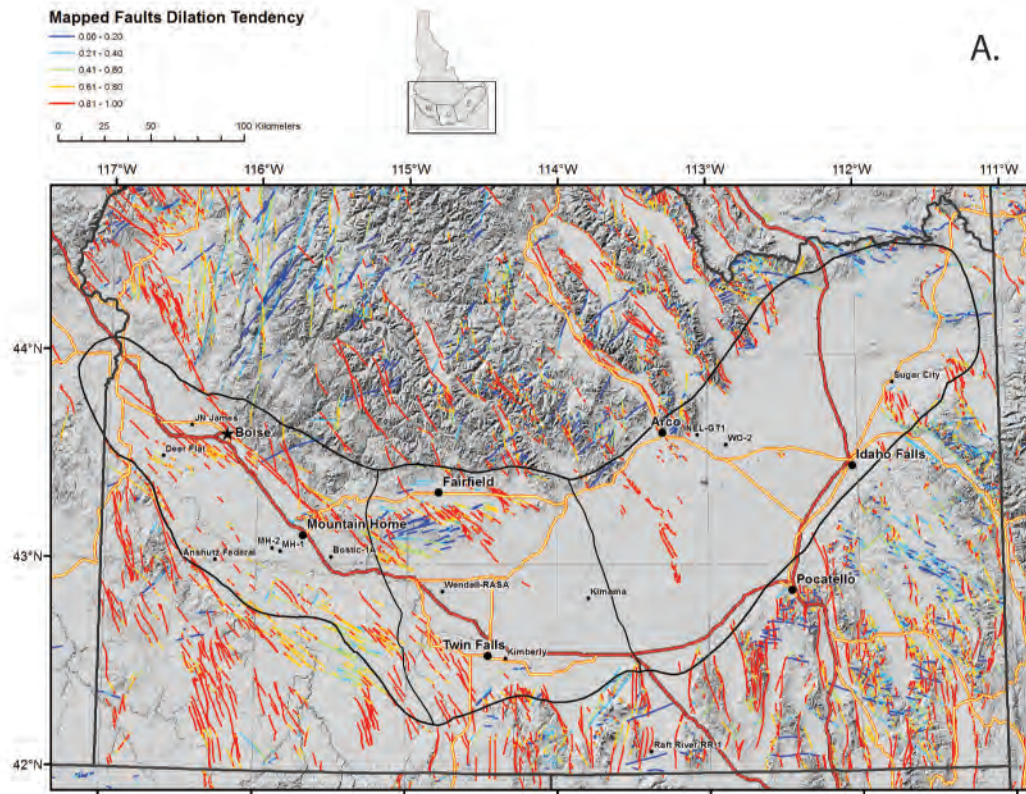 Mapped Faults Dilation Tendency
0.00 - 0.20
0.21 - 0.40
0.41 - 0.60
0.61 - 0.80
0.81 - 1.00
0 25 50 100 Kilometers
A.
117°W 116°W 115°W 114°W 113°W 112°W 111°W
44°N
Sugar City
JN James
Boise
Arco
INEL-GT1
WO-2
Deer Flat
Idaho Falls
Fairfield
Mountain Home
43°N
MH-2
MH-1
Anshutz Federal
Bostic-1A
Pocatello
Wendell-RASA
Kimama
Twin Falls
Kimberly
Raft River RR-1
42°N